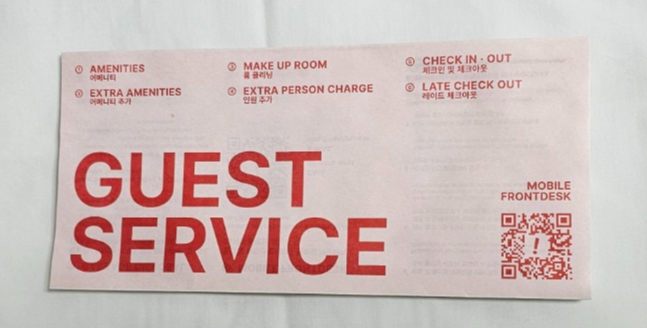 ① AMENITIES
어메니티
② EXTRA AMENITIES
어메니티 추가
③ MAKE UP ROOM
룸 클리닝
④ EXTRA PERSON CHARGE
인원 추가
⑤ CHECK IN · OUT
체크인 및 체크아웃
⑥ LATE CHECK OUT
레이드 체크아웃
GUEST
SERVICE
MOBILE
FRONTDESK